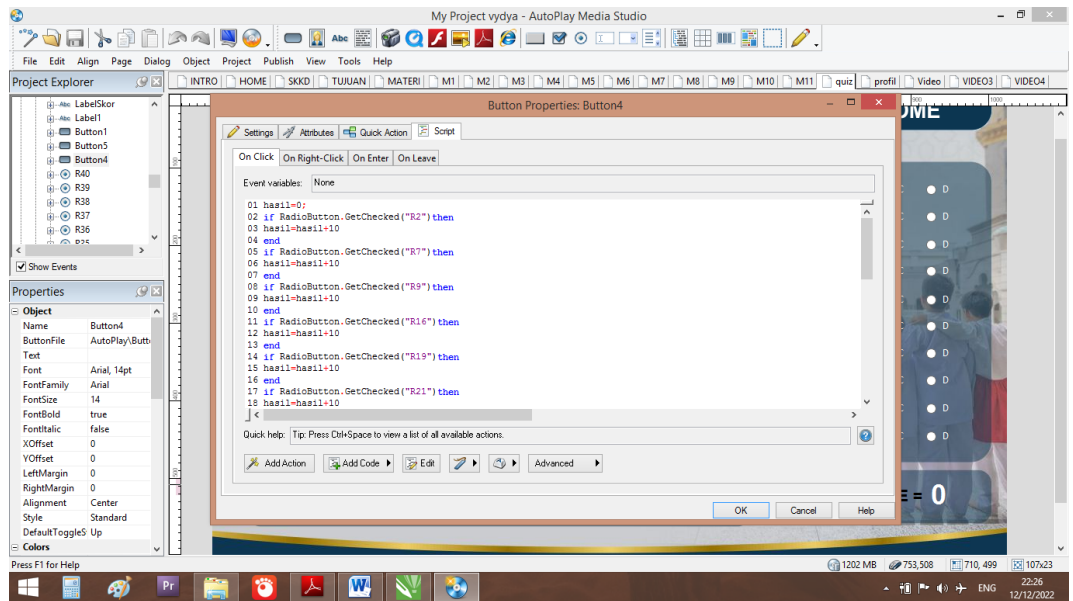 My Project vydya - AutoPlay Media Studio
Abc
File Edit Align Page Dialog Object Project Publish View Tools Help
Project Explorer
INTRO HOME SKKD TUJUAN MATERI M1 M2 M3 M4 M5 M6 M7 M8 M9 M10 M11 quiz profil Video VIDEO3 VIDEO4
Abc LabelSkor
Abc Label1
Button1
Button5
Button4
R40
R39
R38
R37
R36
R35
Show Events
Properties
Object
Name Button4
ButtonFile AutoPlay\Butt
Text
Font Arial, 14pt
FontFamily Arial
FontSize 14
FontBold true
FontItalic false
XOffset 0
YOffset 0
LeftMargin 0
RightMargin 0
Alignment Center
Style Standard
DefaultToggleS Up
Colors
Button Properties: Button4
Settings Attributes Quick Action Script
On Click On Right-Click On Enter On Leave
Event variables: None
01 hasil=0;
02 if RadioButton.GetChecked("R2")then
03 hasil=hasil+10
04 end
05 if RadioButton.GetChecked("R7")then
06 hasil=hasil+10
07 end
08 if RadioButton.GetChecked("R9")then
09 hasil=hasil+10
10 end
11 if RadioButton.GetChecked("R16")then
12 hasil=hasil+10
13 end
14 if RadioButton.GetChecked("R19")then
15 hasil=hasil+10
16 end
17 if RadioButton.GetChecked("R21")then
18 hasil=hasil+10
Quick help: Tip: Press Ctrl+Space to view a list of all available actions.
Add Action Add Code Edit Advanced
OK Cancel Help
900 1000
OME
D
D
D
D
D
D
D
D
D
D
= 0
Press F1 for Help
1202 MB 753,508 710, 499 107x23
Pr W
ENG
22:26
12/12/2022